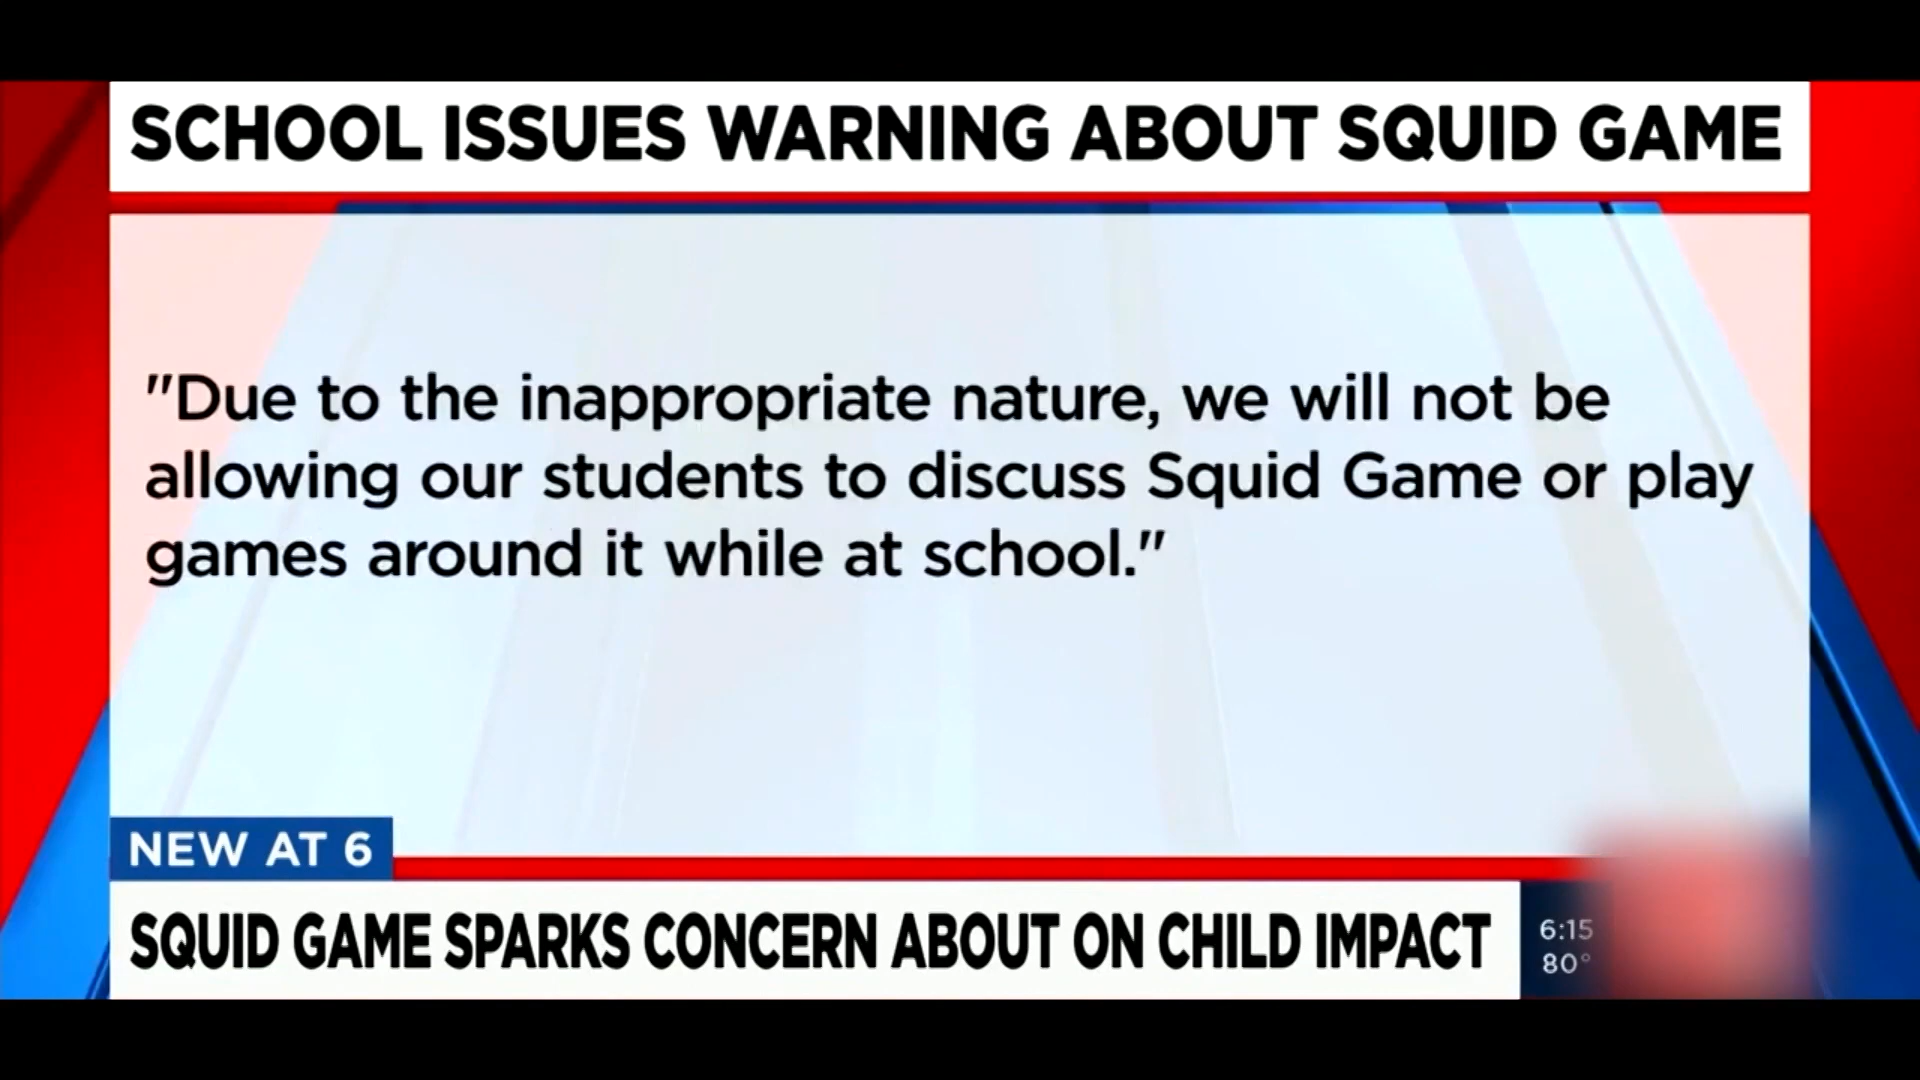 SCHOOL ISSUES WARNING ABOUT SQUID GAME
"Due to the inappropriate nature, we will not be
allowing our students to discuss Squid Game or play
games around it while at school."
NEW AT 6
SQUID GAME SPARKS CONCERN ABOUT ON CHILD IMPACT
6:15
80°